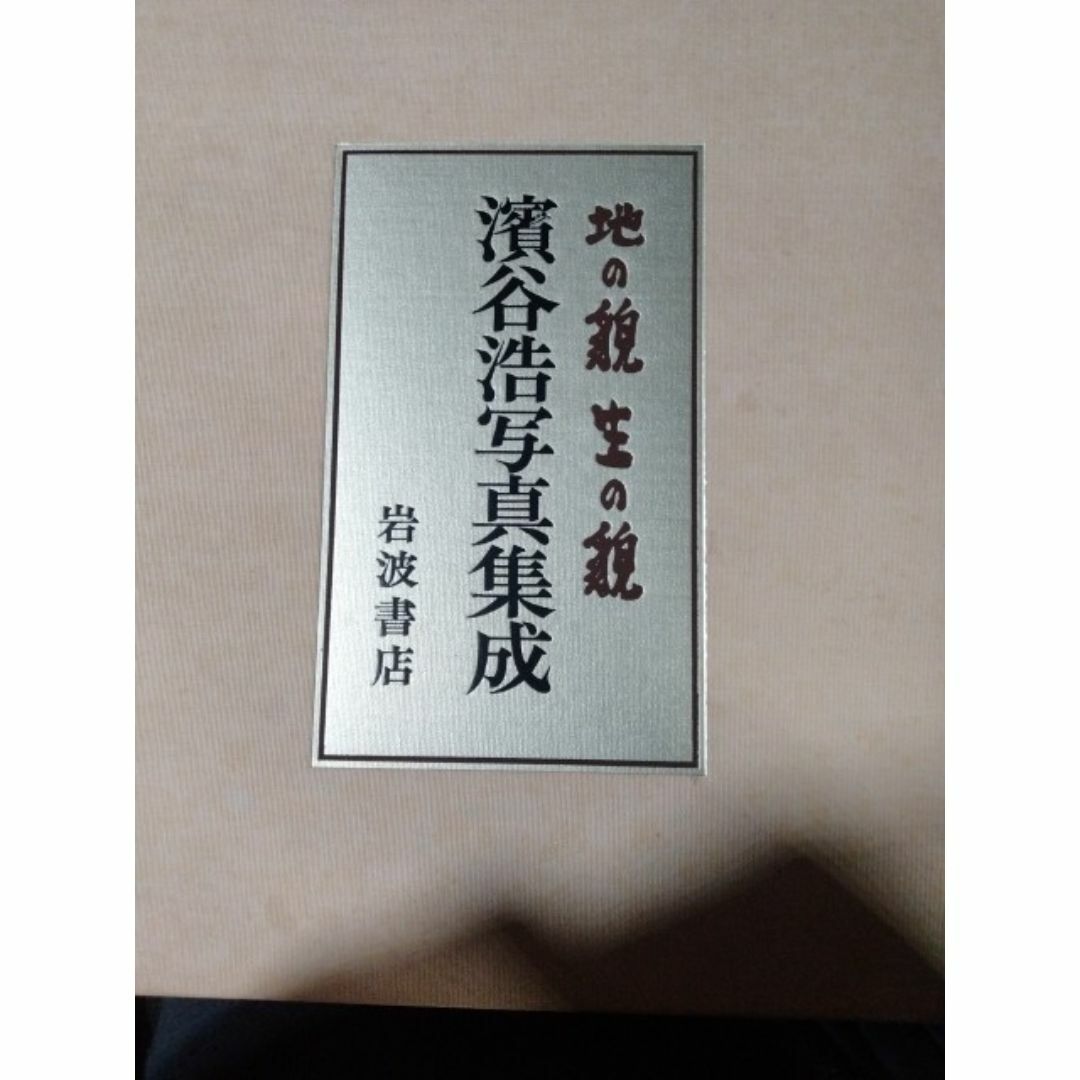 地の貌 生の貌
濱谷浩写真集成
岩波書店